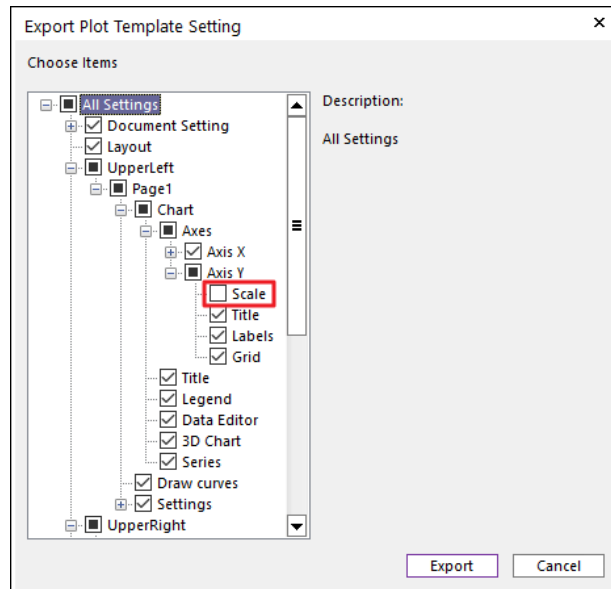 Export Plot Template Setting
Choose Items
All Settings
Document Setting
Layout
UpperLeft
Page1
Chart
Axes
Axis X
Axis Y
Scale
Title
Labels
Grid
Title
Legend
Data Editor
3D Chart
Series
Draw curves
Settings
UpperRight
Description:
All Settings
Export
Cancel